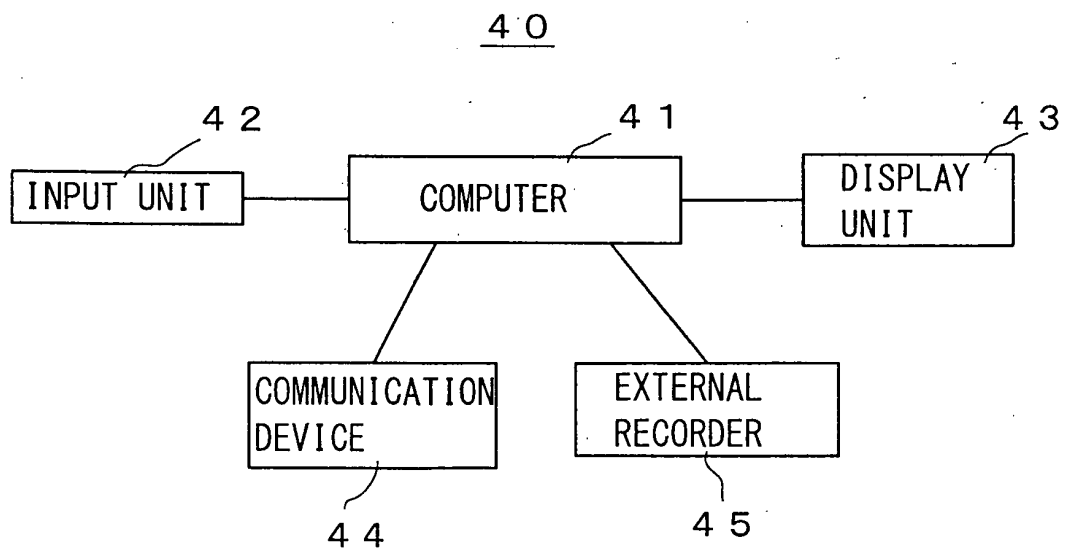 40
42
41
43
INPUT UNIT
COMPUTER
DISPLAY
UNIT
COMMUNICATION
DEVICE
EXTERNAL
RECORDER
44
45